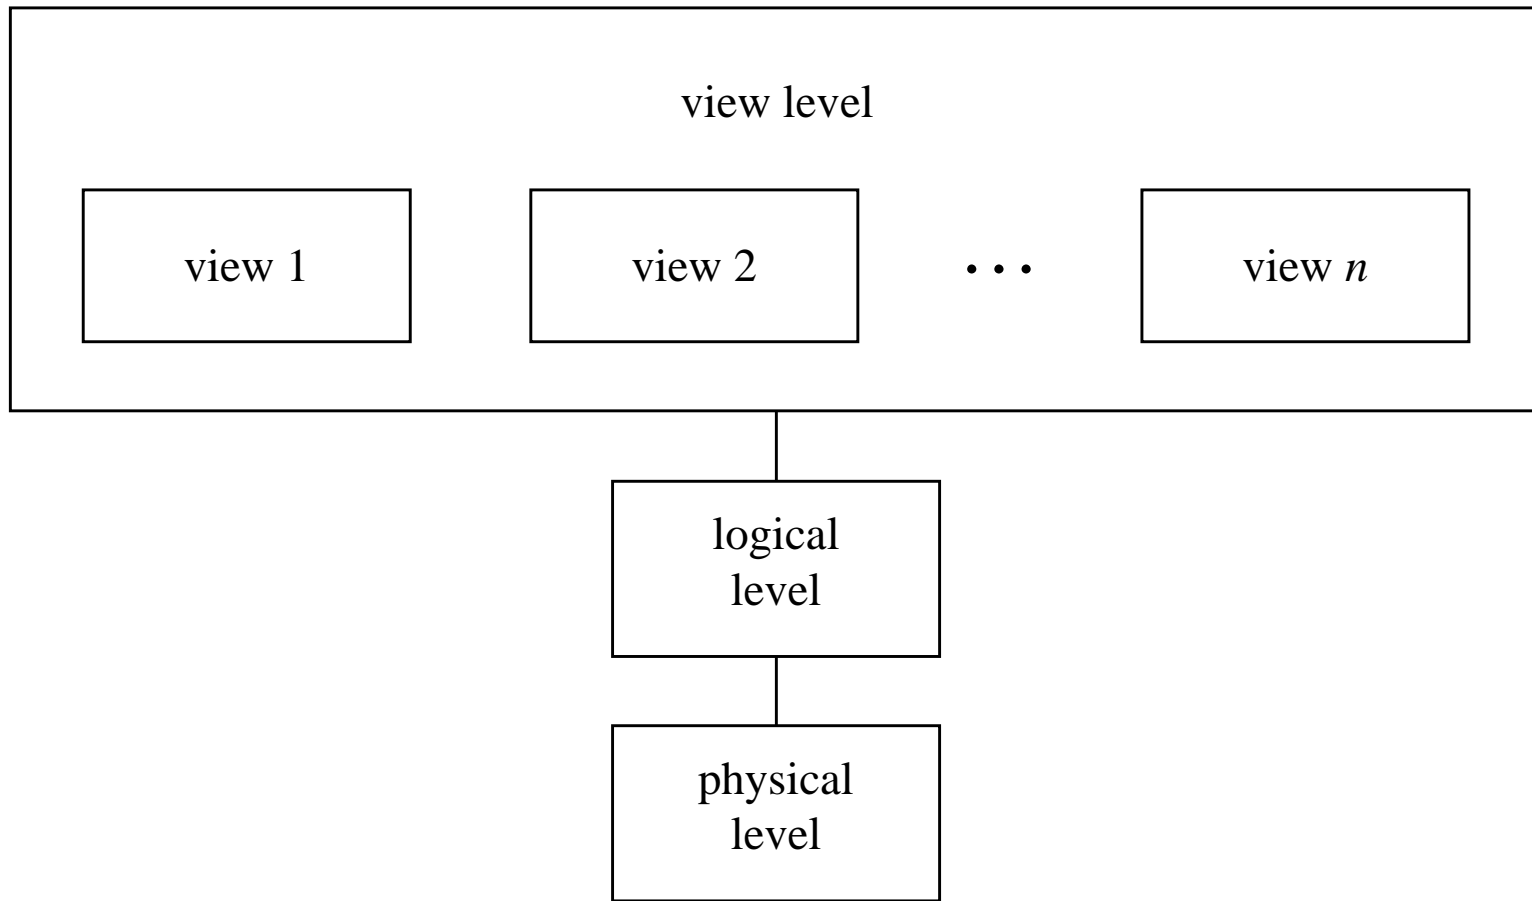 view level
view 1
view 2
. . .
view n
logical
level
physical
level